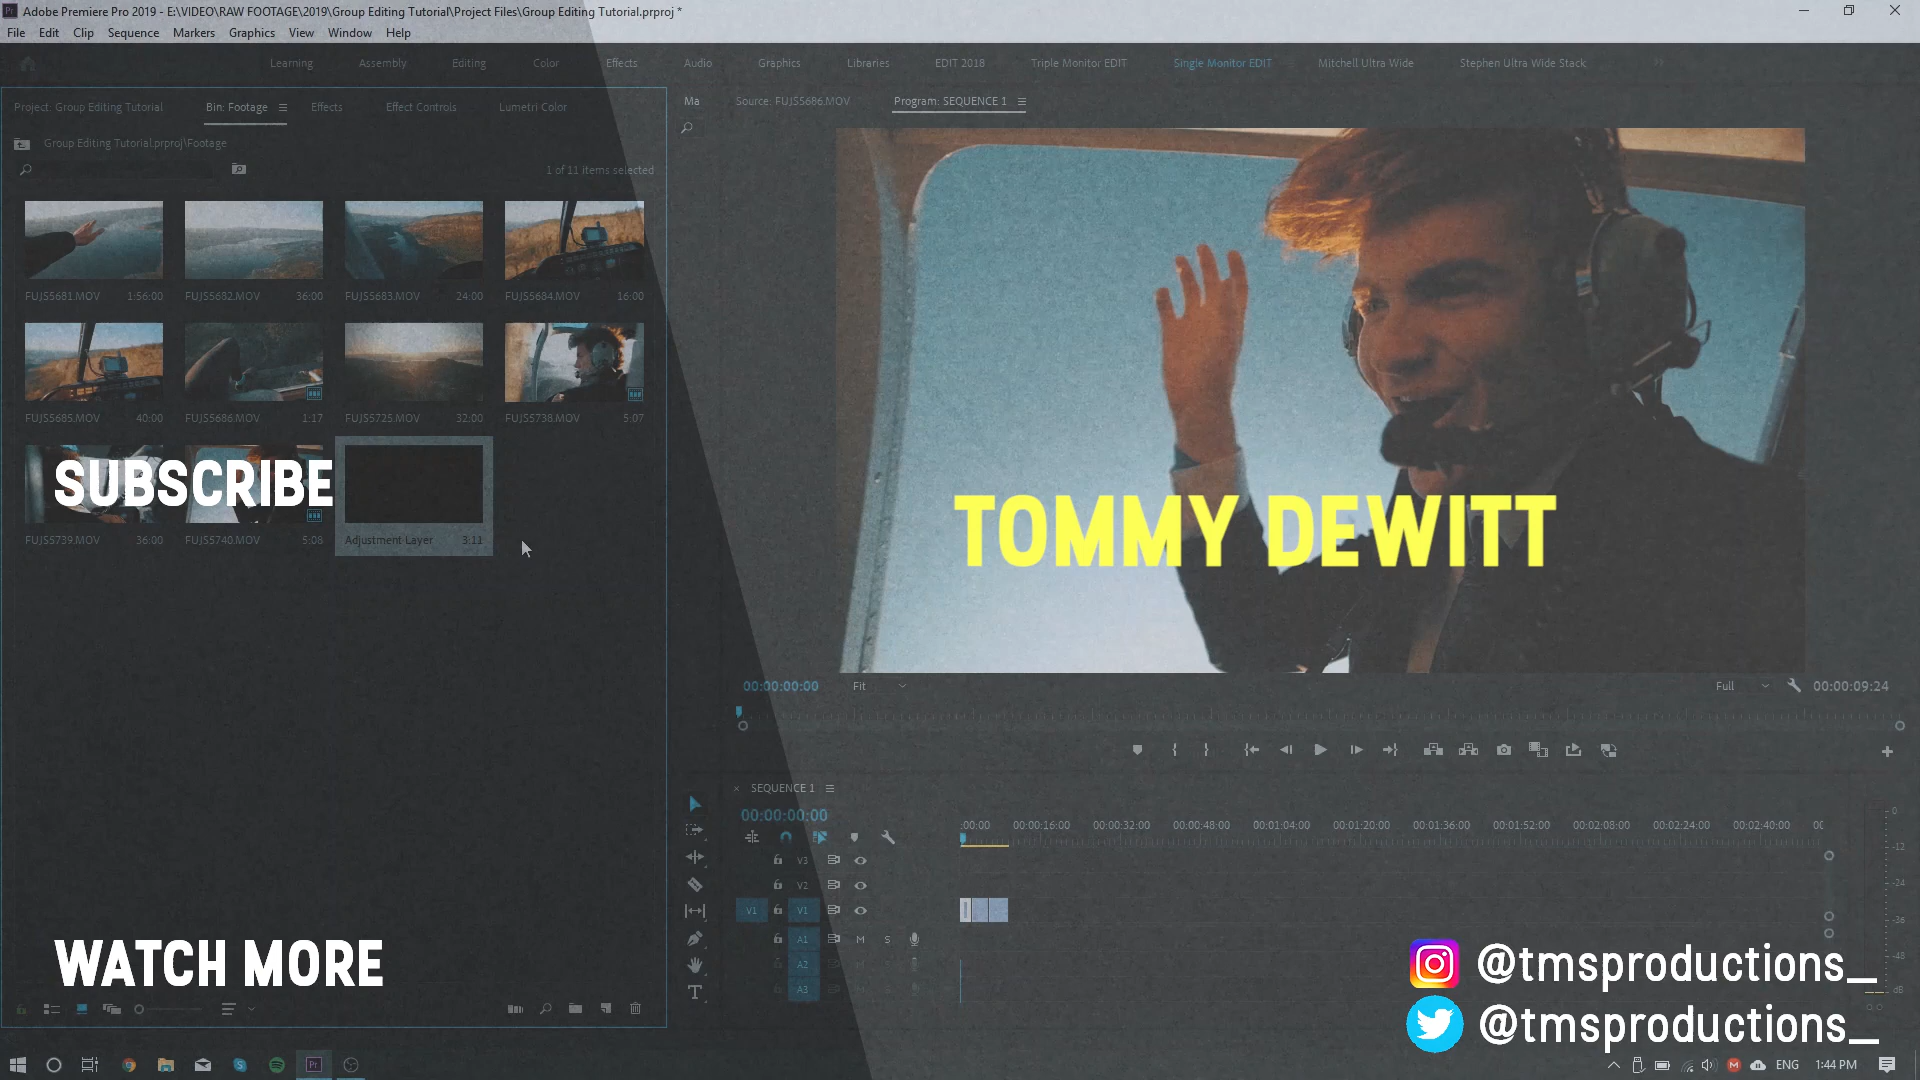 Adobe Premiere Pro 2019 - E:\VIDEO\RAW FOOTAGE\2019\Group Editing Tutorial\Project Files\Group Editing Tutorial.prproj *
File Edit Clip Sequence Markers Graphics View Window Help
Learning Assembly Editing Color Effects Audio Graphics Libraries EDIT 2018 Triple Monitor EDIT Single Monitor EDIT Mitchell Ultra Wide Stephen Ultra Wide Stack
Project: Group Editing Tutorial Bin: Footage Effects Effect Controls Lumetri Color
Ma Source: FUJS5686.MOV Program: SEQUENCE 1
Group Editing Tutorial.prproj\Footage
1 of 11 items selected
FUJS5681.MOV 1:56:00 FUJS5682.MOV 36:00 FUJS5683.MOV 24:00 FUJS5684.MOV 16:00
FUJS5685.MOV 40:00 FUJS5686.MOV 1:17 FUJS5725.MOV 32:00 FUJS5738.MOV 5:07
SUBSCRIBE
FUJS5739.MOV 36:00 FUJS5740.MOV 5:08 Adjustment Layer 3:11
TOMMY DEWITT
00:00:00:00 Fit Full 00:00:09:24
SEQUENCE 1
00:00:00:00
:00:00 00:00:16:00 00:00:32:00 00:00:48:00 00:01:04:00 00:01:20:00 00:01:36:00 00:01:52:00 00:02:08:00 00:02:24:00 00:02:40:00 00
0
-12
-24
-36
-48
dB
V3
V2
V1 V1
A1 M S
A2
A3
WATCH MORE
@tmsproductions_
@tmsproductions_
ENG 1:44 PM